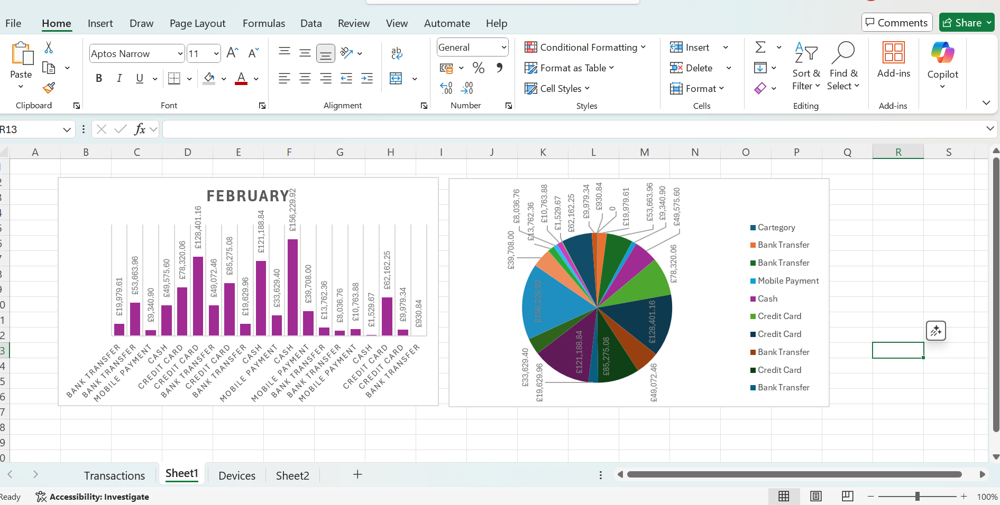 File Home Insert Draw Page Layout Formulas Data Review View Automate Help Comments Share
Aptos Narrow 11 General
Conditional Formatting Insert
Format as Table Delete
Cell Styles Format
Paste
B I U A
ab
%
Sort & Filter
Find & Select
Add-ins
Copilot
Clipboard Font Alignment Number Styles Cells Editing Add-ins
R13 fx
A B C D E F G H I J K L M N O P Q R S
FEBRUARY
£19,979.61
£53,663.96
£9,340.90
£49,575.60
£78,320.06
£128,401.16
£49,072.46
£85,275.08
£19,629.96
£121,188.84
£33,629.40
£156,229.92
£39,708.00
£13,762.36
£8,036.76
£10,763.88
£1,529.67
£62,162.25
£9,979.34
£930.84
BANK TRANSFER
BANK TRANSFER
MOBILE PAYMENT
CASH
CREDIT CARD
CREDIT CARD
BANK TRANSFER
CREDIT CARD
BANK TRANSFER
CASH
MOBILE PAYMENT
CASH
MOBILE PAYMENT
BANK TRANSFER
BANK TRANSFER
MOBILE PAYMENT
CASH
CREDIT CARD
CREDIT CARD
BANK TRANSFER
£39,708.00
£8,036.76
£13,762.36
£10,763.88
£1,529.67
£62,162.25
£9,979.34
£930.84
0
£19,979.61
£53,663.96
£9,340.90
£49,575.60
£78,320.06
£128,401.16
£49,072.46
£85,275.08
£121,188.84
£19,629.96
£33,629.40
£156,229.92
Cartegory
Bank Transfer
Bank Transfer
Mobile Payment
Cash
Credit Card
Credit Card
Bank Transfer
Credit Card
Bank Transfer
Transactions Sheet1 Devices Sheet2
Ready Accessibility: Investigate 100%